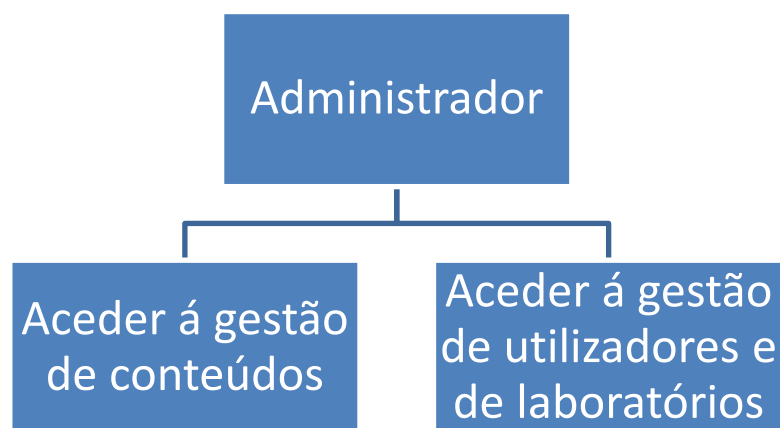 Administrador
Aceder á gestão
de conteúdos
Aceder á gestão
de utilizadores e
de laboratórios